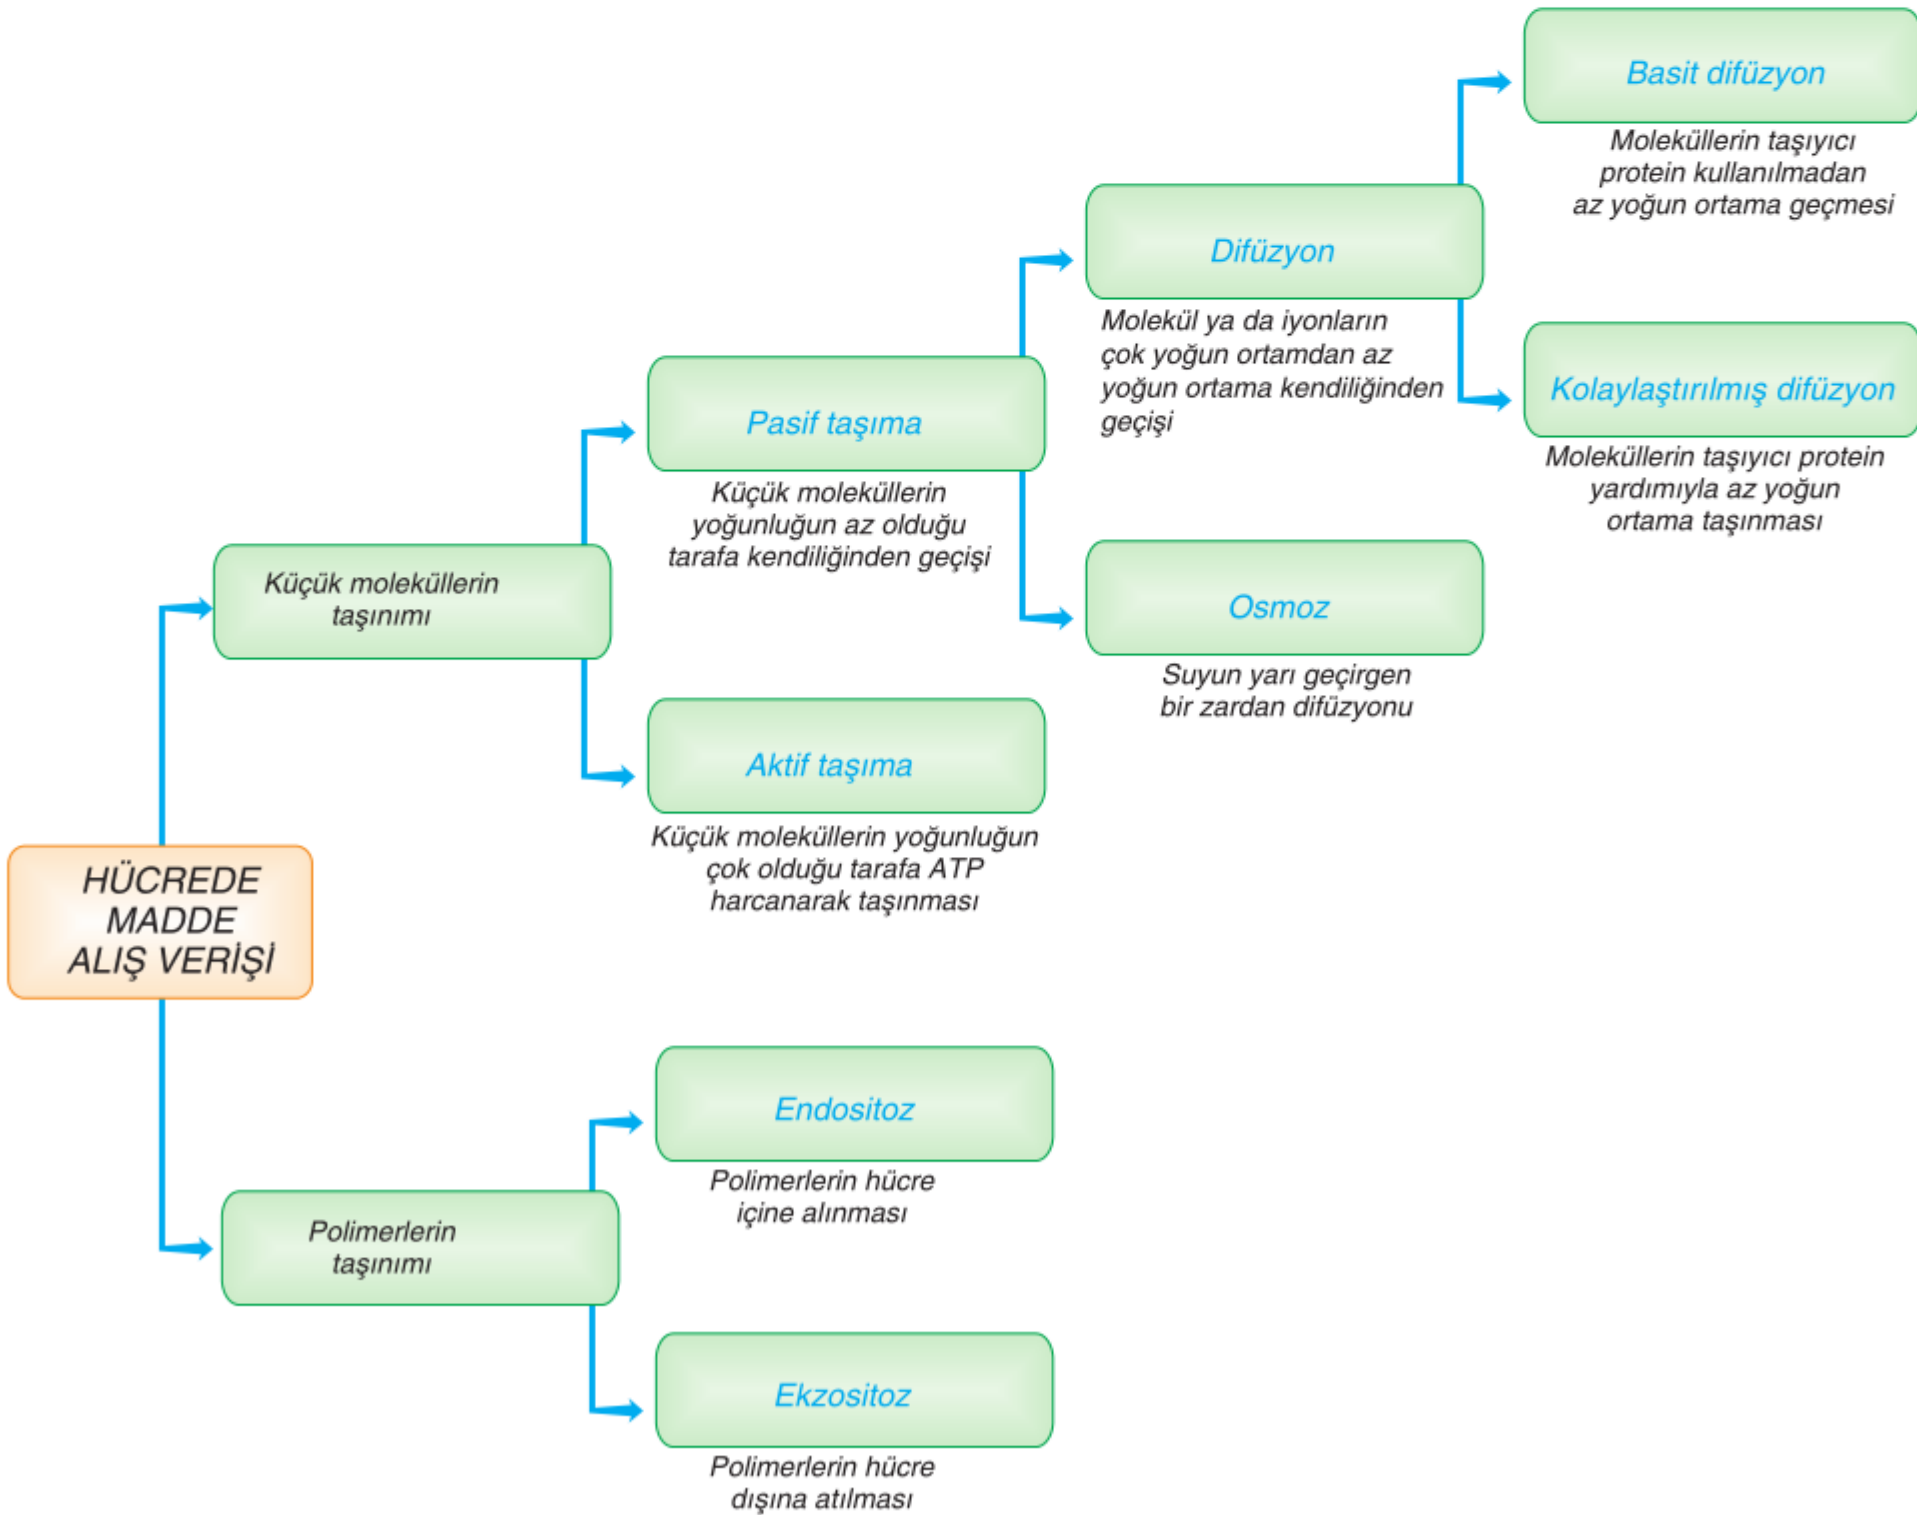 HÜCREDE
MADDE
ALIŞ VERİŞİ
Küçük moleküllerin
taşınımı
Pasif taşıma
Küçük moleküllerin
yoğunluğun az olduğu
tarafa kendiliğinden geçişi
Difüzyon
Molekül ya da iyonların
çok yoğun ortamdan az
yoğun ortama kendiliğinden
geçişi
Basit difüzyon
Moleküllerin taşıyıcı
protein kullanılmadan
az yoğun ortama geçmesi
Kolaylaştırılmış difüzyon
Moleküllerin taşıyıcı protein
yardımıyla az yoğun
ortama taşınması
Osmoz
Suyun yarı geçirgen
bir zardan difüzyonu
Aktif taşıma
Küçük moleküllerin yoğunluğun
çok olduğu tarafa ATP
harcanarak taşınması
Polimerlerin
taşınımı
Endositoz
Polimerlerin hücre
içine alınması
Ekzositoz
Polimerlerin hücre
dışına atılması